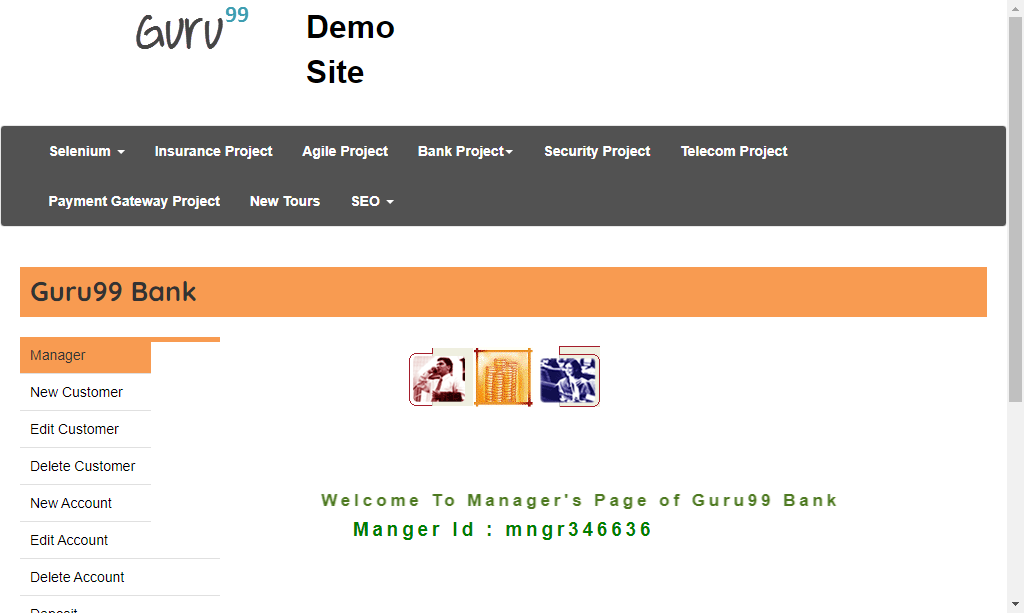 Guru99
Demo
Site
Selenium
Insurance Project
Agile Project
Bank Project
Security Project
Telecom Project
Payment Gateway Project
New Tours
SEO
Guru99 Bank
Manager
New Customer
Edit Customer
Delete Customer
New Account
Edit Account
Delete Account
Deposit
Welcome To Manager's Page of Guru99 Bank
Manger Id : mngr346636